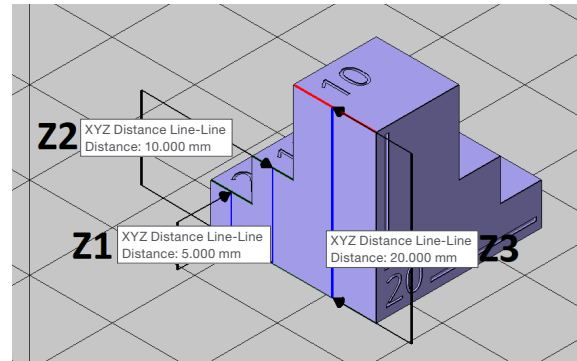 10
Z2
XYZ Distance Line-Line
Distance: 10.000 mm
Z1
XYZ Distance Line-Line
Distance: 5.000 mm
XYZ Distance Line-Line
Distance: 20.000 mm
Z3
20